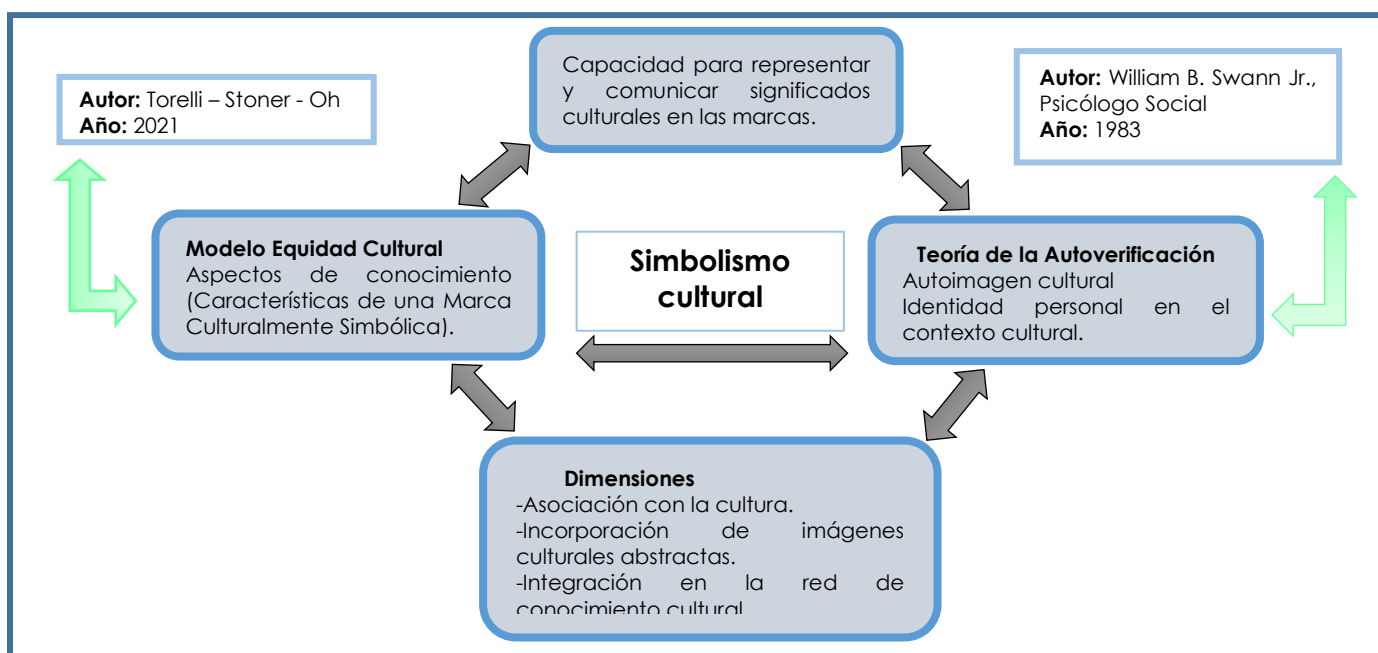 Capacidad para representar
y comunicar significados
culturales en las marcas.
Autor: Torelli – Stoner - Oh
Año: 2021
Autor: William B. Swann Jr.,
Psicólogo Social
Año: 1983
Modelo Equidad Cultural
Aspectos de conocimiento
(Características de una Marca
Culturalmente Simbólica).
Simbolismo
cultural
Teoría de la Autoverificación
Autoimagen cultural
Identidad personal en el
contexto cultural.
Dimensiones
-Asociación con la cultura.
-Incorporación de imágenes
culturales abstractas.
-Integración en la red de
conocimiento cultural